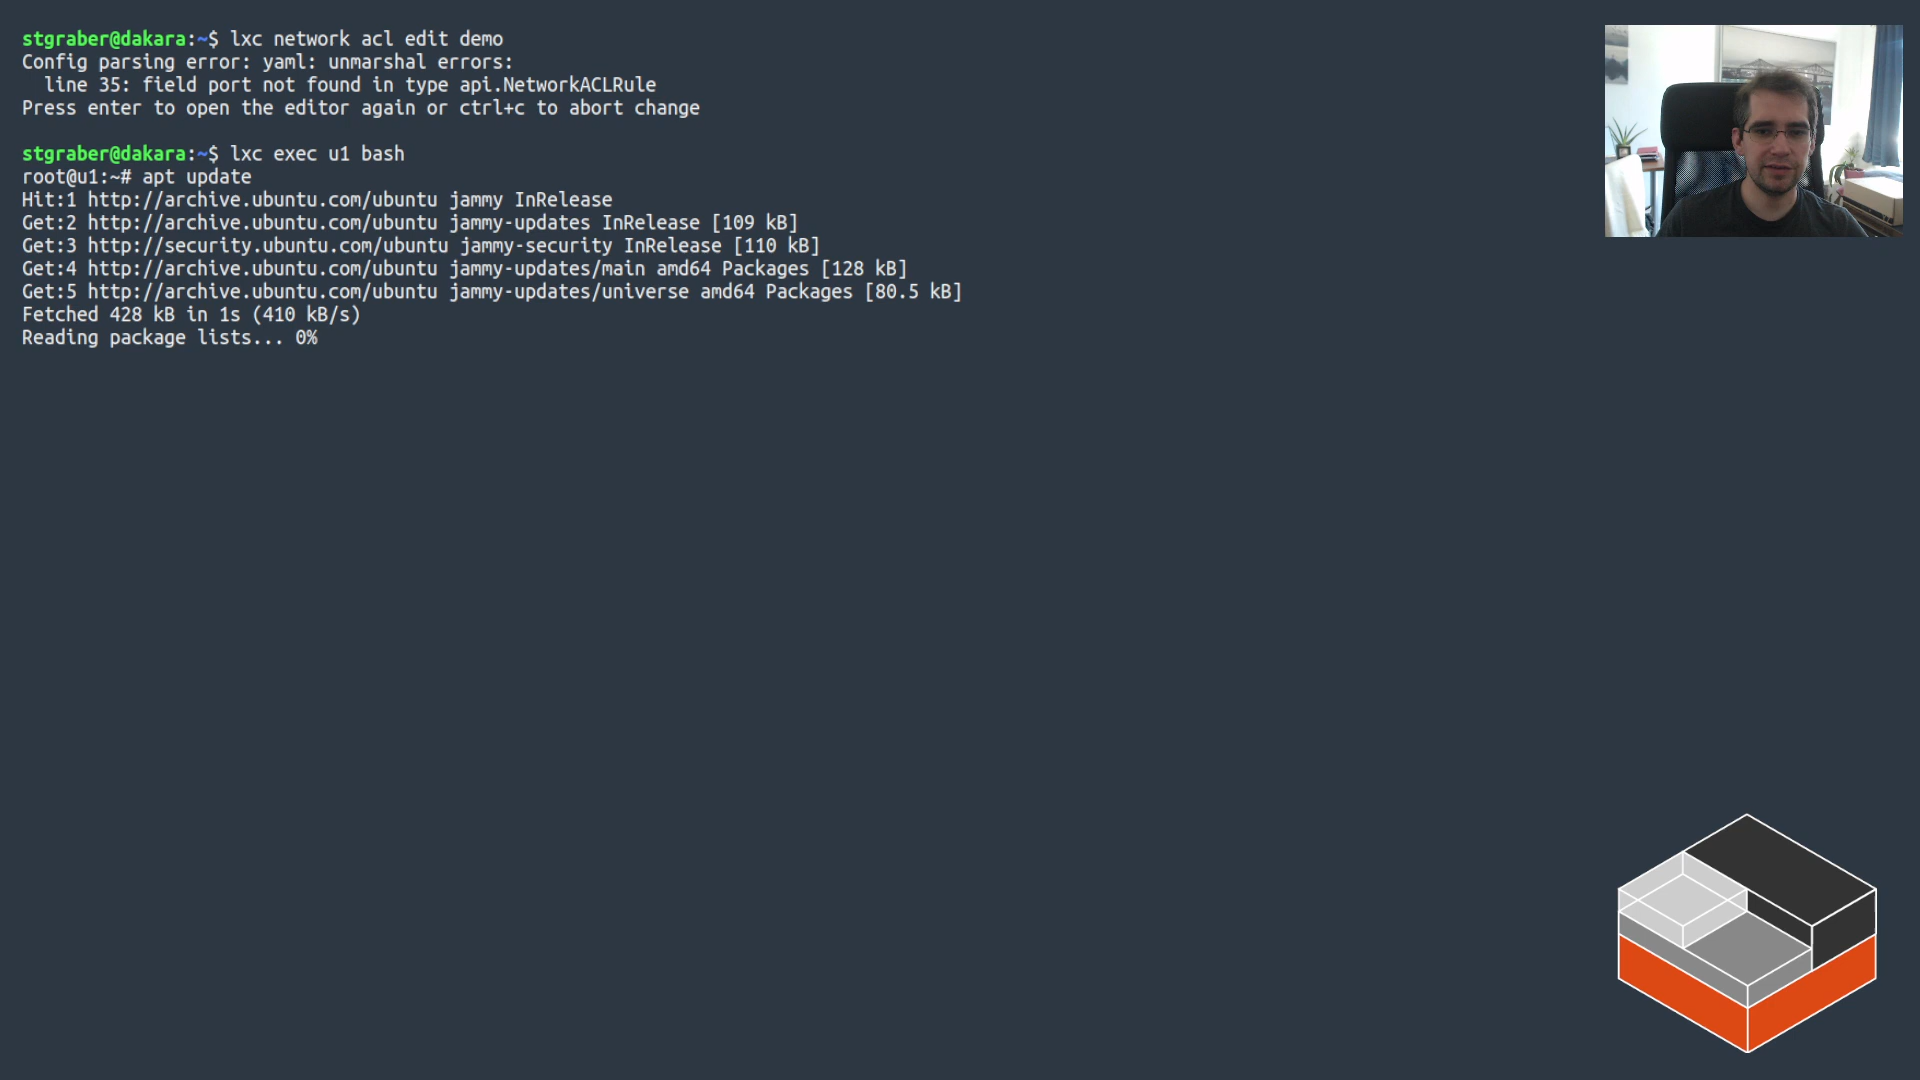 stgraber@dakara:~$ lxc network acl edit demo
Config parsing error: yaml: unmarshal errors:
  line 35: field port not found in type api.NetworkACLRule
Press enter to open the editor again or ctrl+c to abort change
stgraber@dakara:~$ lxc exec u1 bash
root@u1:~# apt update
Hit:1 http://archive.ubuntu.com/ubuntu jammy InRelease
Get:2 http://archive.ubuntu.com/ubuntu jammy-updates InRelease [109 kB]
Get:3 http://security.ubuntu.com/ubuntu jammy-security InRelease [110 kB]
Get:4 http://archive.ubuntu.com/ubuntu jammy-updates/main amd64 Packages [128 kB]
Get:5 http://archive.ubuntu.com/ubuntu jammy-updates/universe amd64 Packages [80.5 kB]
Fetched 428 kB in 1s (410 kB/s)
Reading package lists... 0%